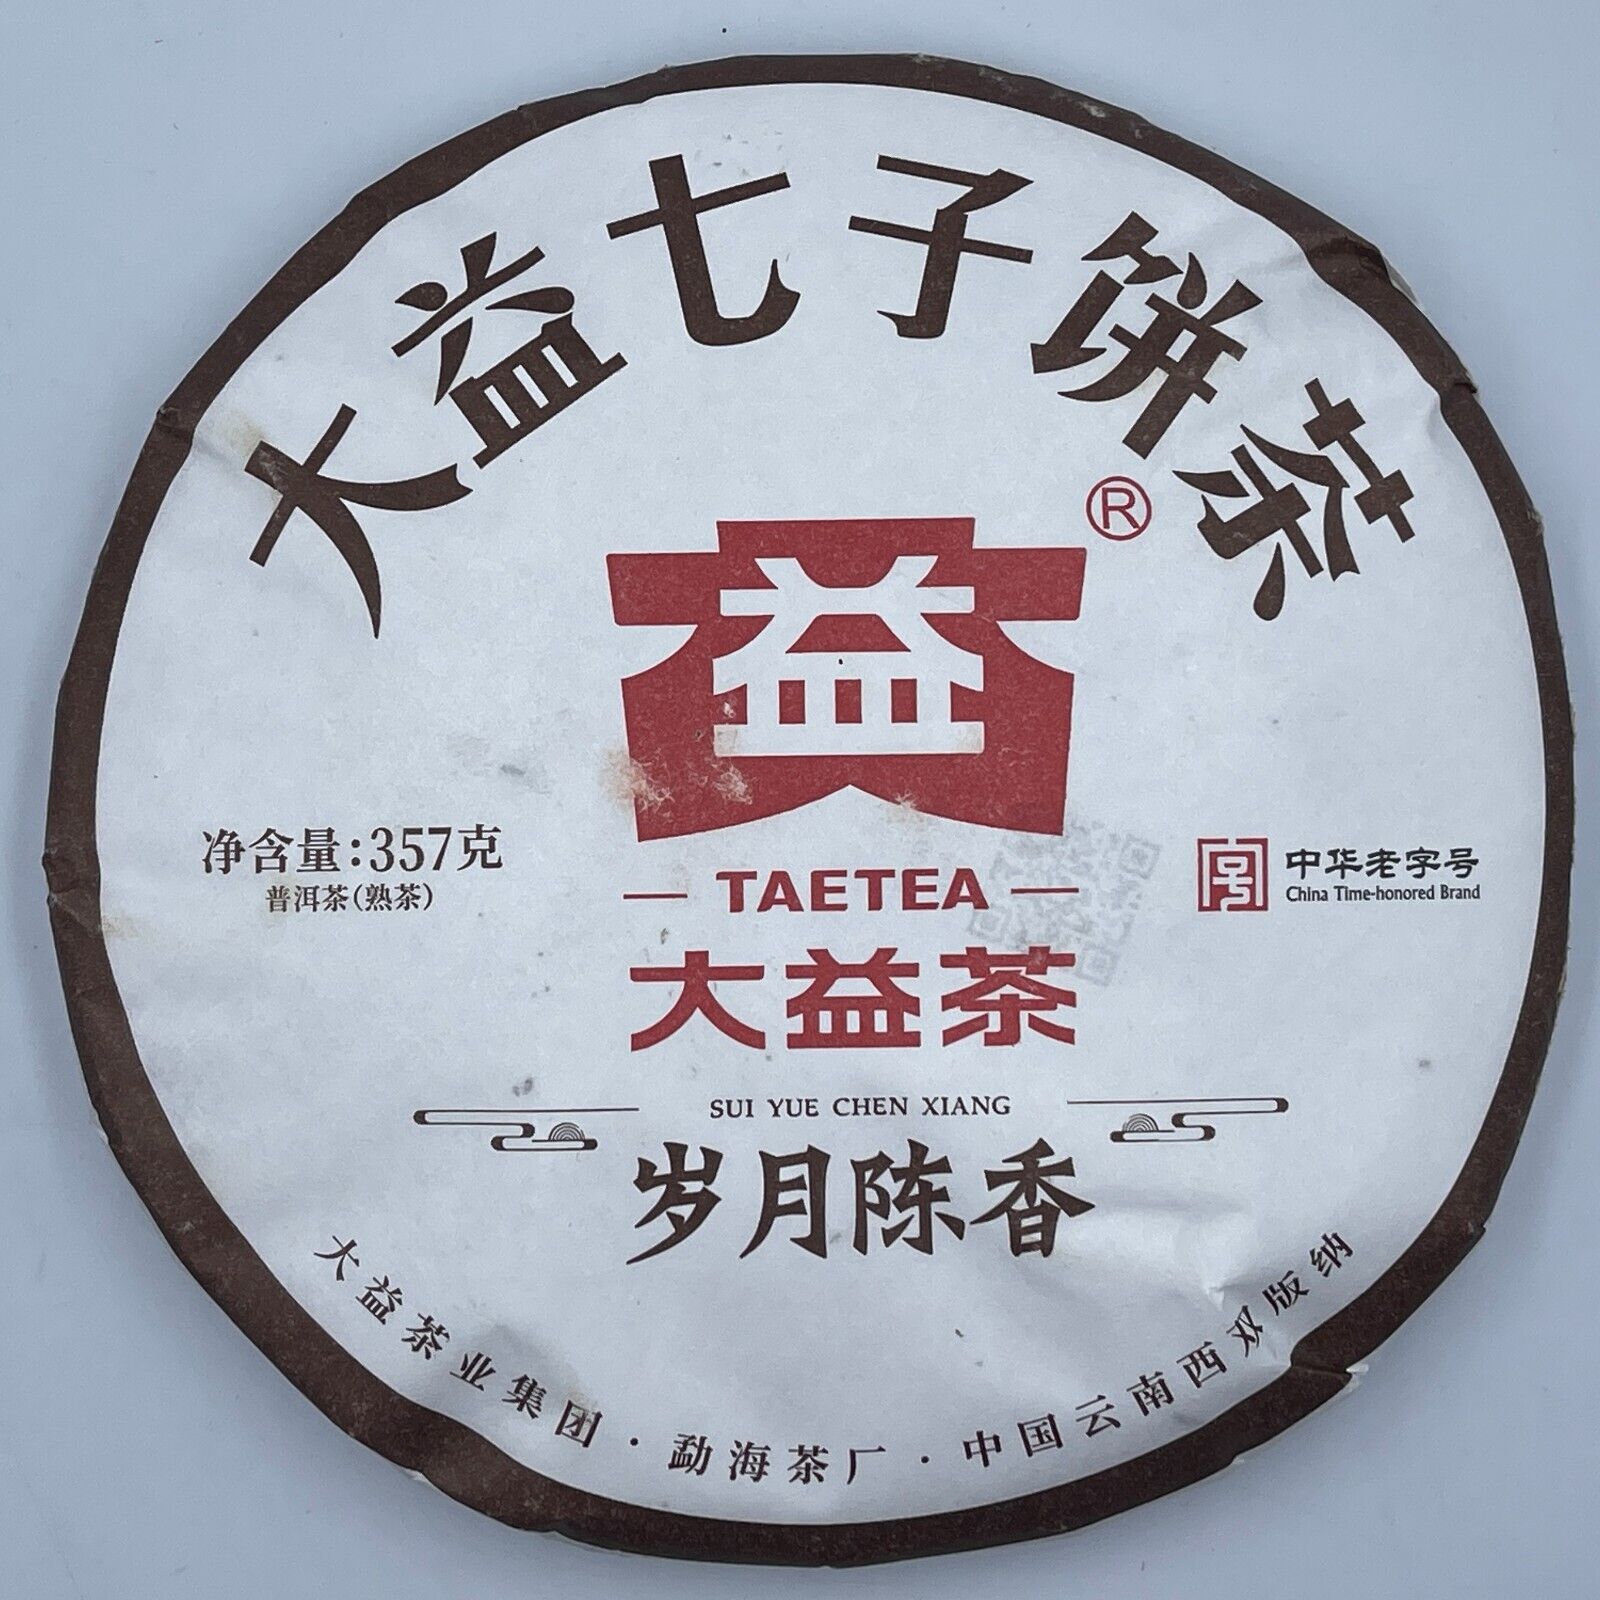 大益七子饼茶
®
益
净含量:357克
普洱茶(熟茶)
TAETEA
大益茶
中华老字号
China Time-honored Brand
SUI YUE CHEN XIANG
岁月陈香
大益茶业集团·勐海茶厂·中国云南西双版纳